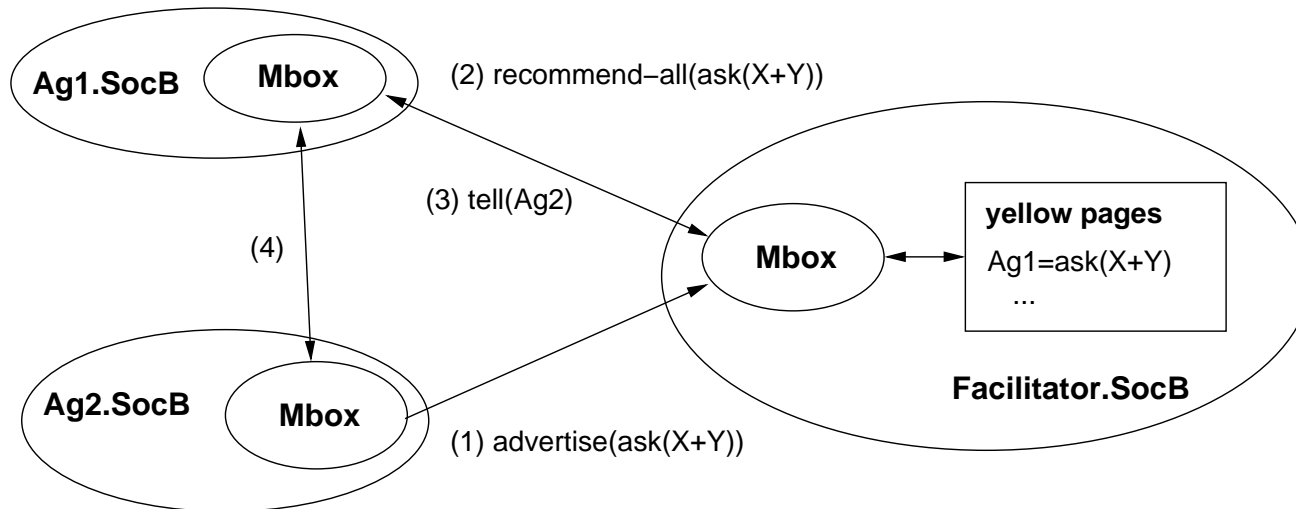 Ag1.SocB
Mbox
(2) recommend−all(ask(X+Y))
(3) tell(Ag2)
(4)
Mbox
yellow pages
Ag1=ask(X+Y)
...
Facilitator.SocB
Ag2.SocB
Mbox
(1) advertise(ask(X+Y))